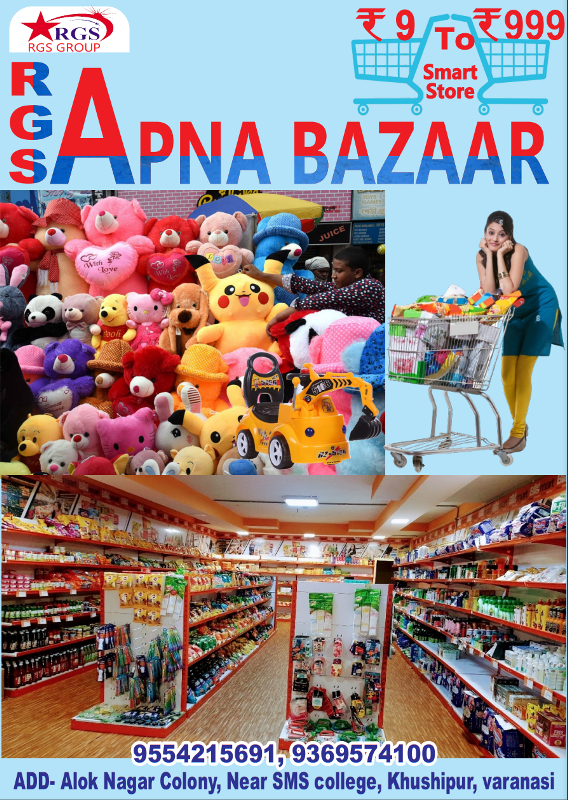 RGS
RGS GROUP
₹ 9 To ₹ 999
Smart
Store
RGS APNA BAZAAR
JUICE
With
Love
9554215691, 9369574100
ADD- Alok Nagar Colony, Near SMS college, Khushipur, varanasi